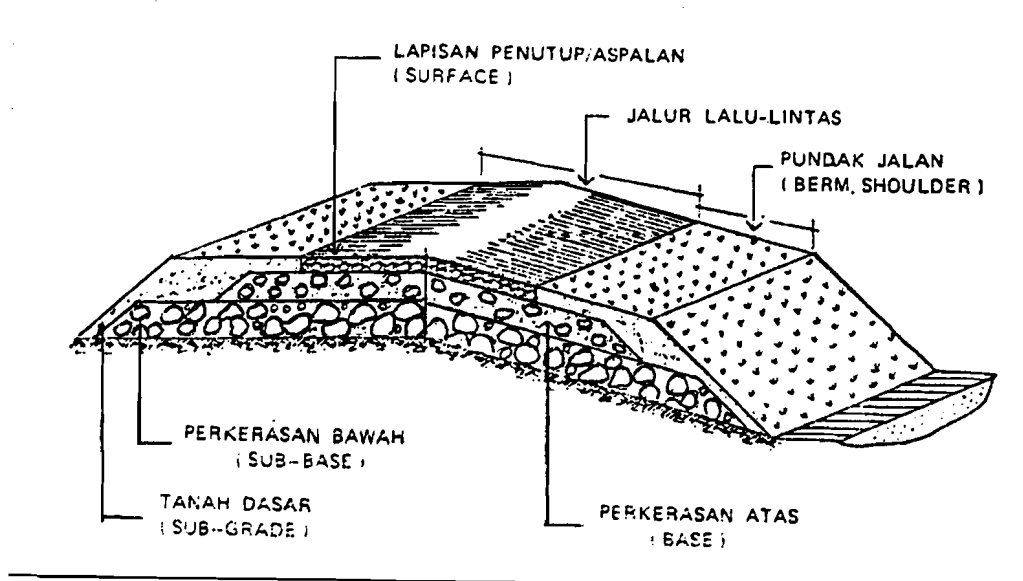 LAPISAN PENUTUP/ASPALAN
(SURFACE)
JALUR LALU-LINTAS
PUNDAK JALAN
(BERM, SHOULDER)
PERKERASAN BAWAH
(SUB-BASE)
TANAH DASAR
(SUB-GRADE)
PERKERASAN ATAS
(BASE)